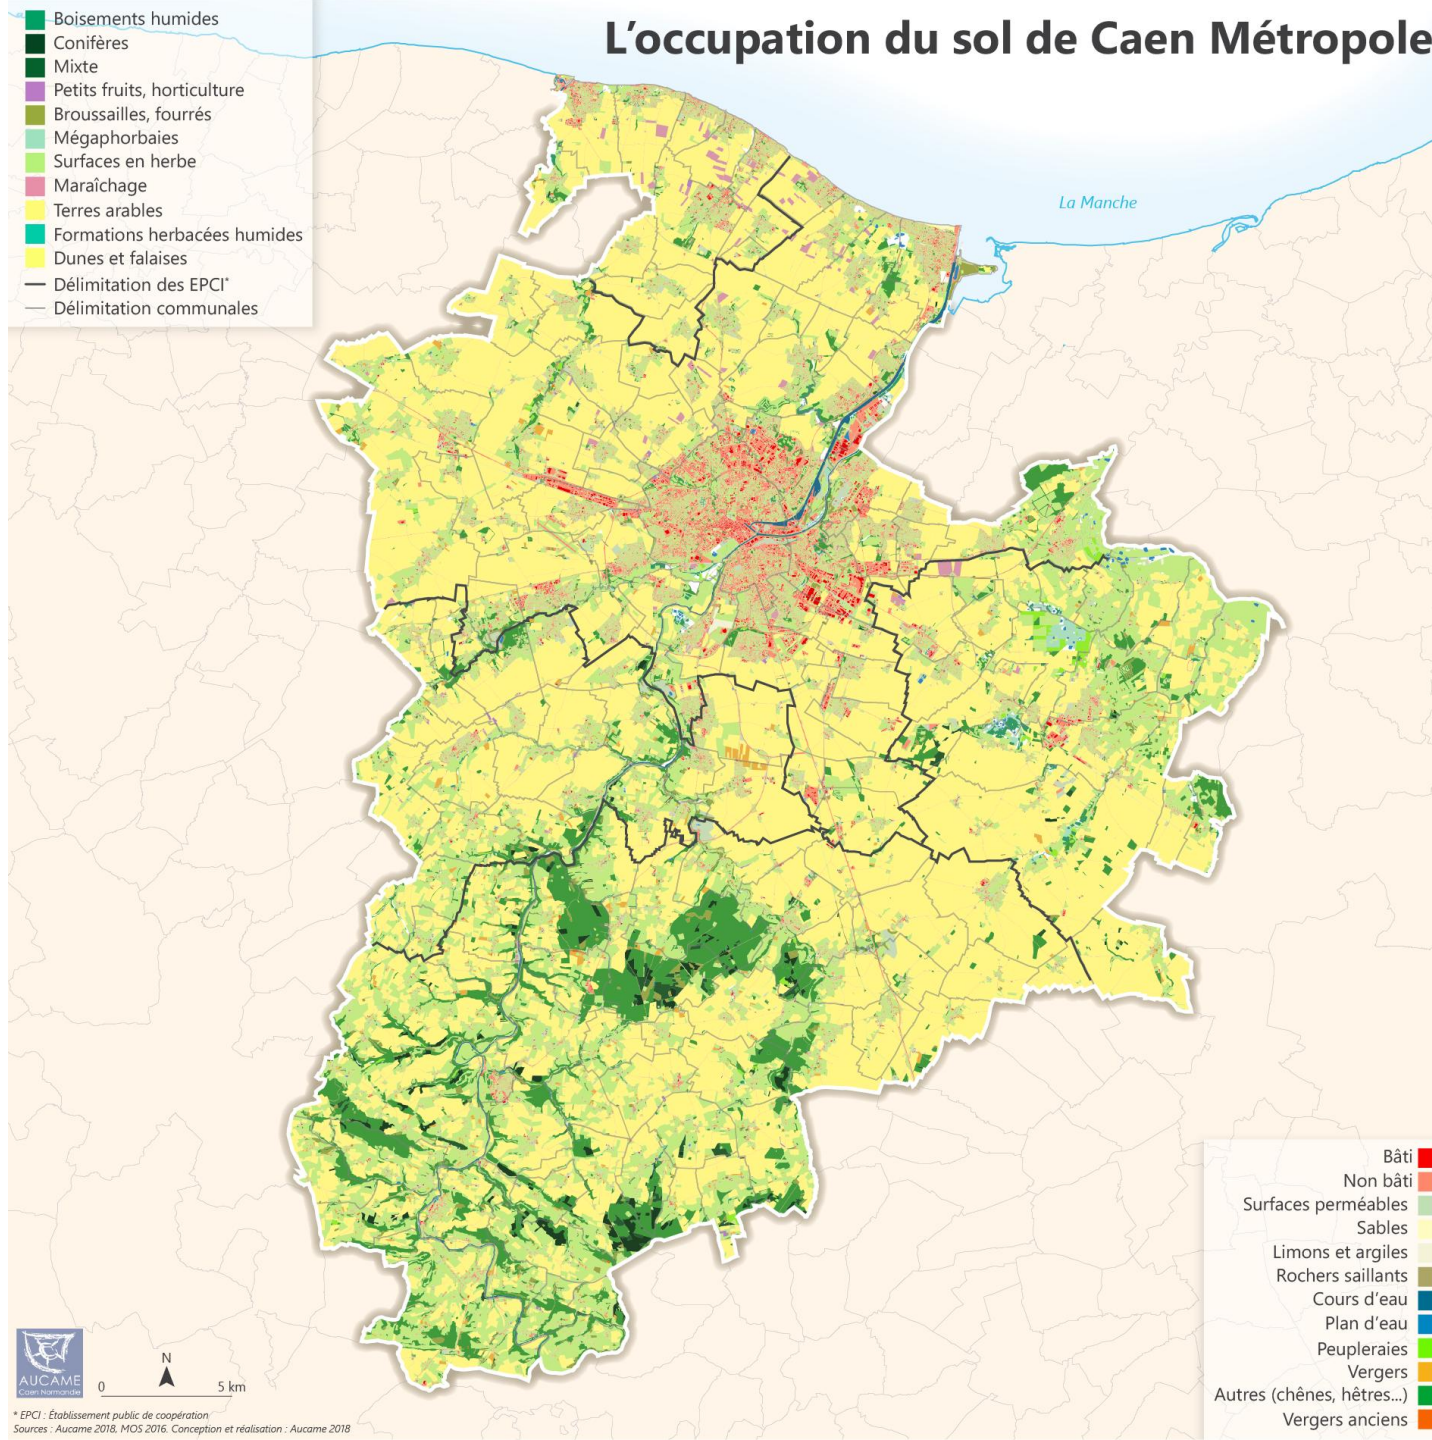 L'occupation du sol de Caen Métropole
Boisements humides
Conifères
Mixte
Petits fruits, horticulture
Broussailles, fourrés
Mégaphorbaies
Surfaces en herbe
Maraîchage
Terres arables
Formations herbacées humides
Dunes et falaises
Délimitation des EPCI*
Délimitation communales
La Manche
Bâti
Non bâti
Surfaces perméables
Sables
Limons et argiles
Rochers saillants
Cours d'eau
Plan d'eau
Peupleraies
Vergers
Autres (chênes, hêtres...)
Vergers anciens
AUCAME
Caen Normandie
N
0 5 km
* EPCI : Établissement public de coopération
Sources : Aucame 2018, MOS 2016. Conception et réalisation : Aucame 2018